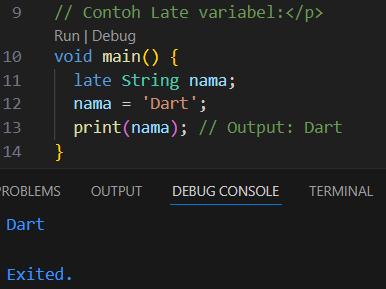 9 // Contoh Late variabel:</p>
Run | Debug
10 void main() {
11 late String nama;
12 nama = 'Dart';
13 print(nama); // Output: Dart
14 }
ROBLEMS OUTPUT DEBUG CONSOLE TERMINAL
Dart
Exited.